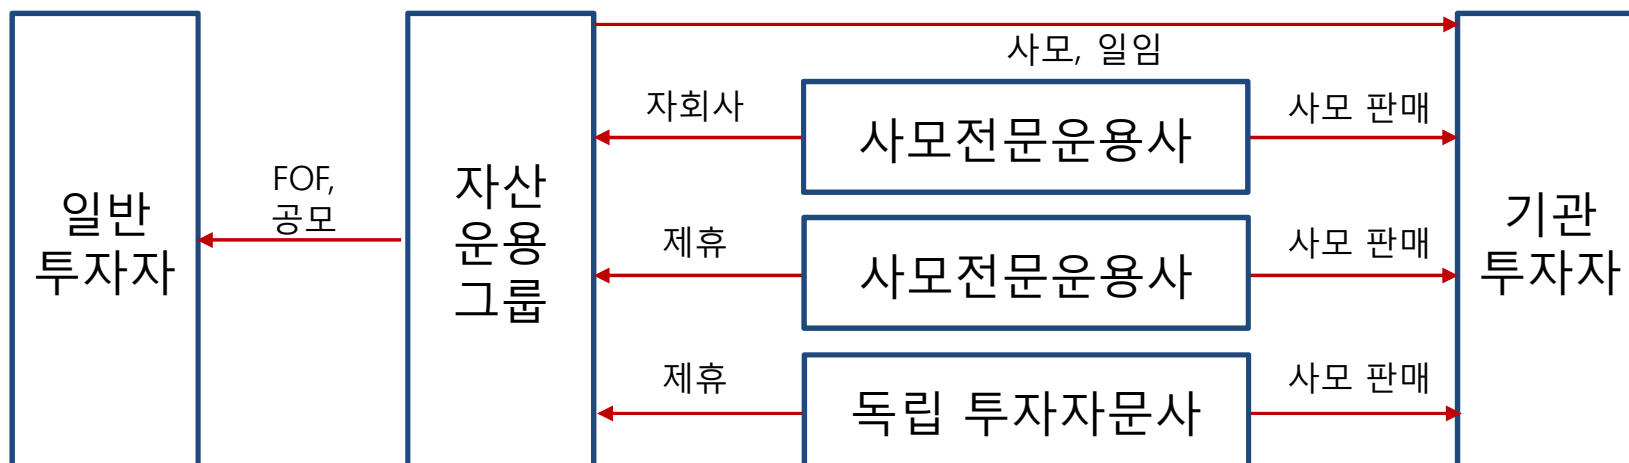 일반
투자자
FOF,
공모
자산
운용
그룹
사모, 일임
자회사
사모전문운용사
사모 판매
제휴
사모전문운용사
사모 판매
제휴
독립 투자자문사
사모 판매
기관
투자자